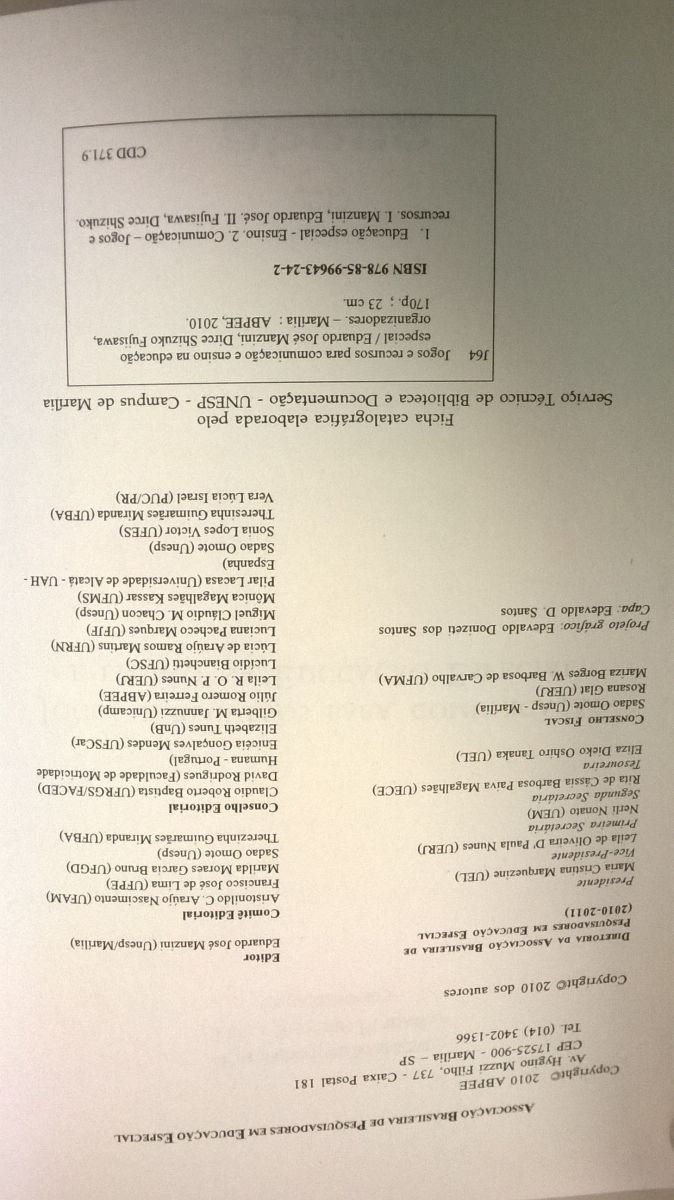 Associação Brasileira de Pesquisadores em Educação Especial
Copyright© 2010 ABPEE
Av. Hygino Muzzi Filho, 737 - Caixa Postal 181
CEP 17525-900 - Marília – SP
Tel. (014) 3402-1366
Copyright© 2010 dos autores
Diretoria da Associação Brasileira de
Pesquisadores em Educação Especial
(2010-2011)
Presidente
Maria Cristina Marquezine (UEL)
Vice-Presidente
Leila de Oliveira D' Paula Nunes (UERJ)
Primeira Secretária
Nerli Nonato (UEM)
Segunda Secretária
Rita de Cássia Barbosa Paiva Magalhães (UECE)
Tesoureira
Eliza Dieko Oshiro Tanaka (UEL)
Conselho Fiscal
Sadao Omote (Unesp - Marília)
Rosana Glat (UERJ)
Mariza Borges W. Barbosa de Carvalho (UFMA)
Projeto gráfico: Edevaldo Donizeti dos Santos
Capa: Edevaldo D. Santos
Editor
Eduardo José Manzini (Unesp/Marília)
Comitê Editorial
Aristonildo C. Araújo Nascimento (UFAM)
Francisco José de Lima (UFPE)
Marilda Moraes Garcia Bruno (UFGD)
Sadao Omote (Unesp)
Therezinha Guimarães Miranda (UFBA)
Conselho Editorial
Claudio Roberto Baptista (UFRGS/FACED)
David Rodrigues (Faculdade de Motricidade
Humana - Portugal)
Enicéia Gonçalves Mendes (UFSCar)
Elizabeth Tunes (UnB)
Gilberta M. Jannuzzi (Unicamp)
Júlio Romero Ferreira (ABPEE)
Leila R. O. P. Nunes (UERJ)
Lucídio Bianchetti (UFSC)
Lúcia de Araújo Ramos Martins (UFRN)
Luciana Pacheco Marques (UFJF)
Miguel Cláudio M. Chacon (Unesp)
Mônica Magalhães Kassar (UFMS)
Pilar Lacasa (Universidade de Alcatá - UAH -
Espanha)
Sadao Omote (Unesp)
Sonia Lopes Victor (UFES)
Theresinha Guimarães Miranda (UFBA)
Vera Lúcia Israel (PUC/PR)
Ficha catalográfica elaborada pelo
Serviço Técnico de Biblioteca e Documentação - UNESP - Campus de Marília
J64 Jogos e recursos para comunicação e ensino na educação
especial / Eduardo José Manzini, Dirce Shizuko Fujisawa,
organizadores. – Marília : ABPEE, 2010.
170p. ; 23 cm.
ISBN 978-85-99643-24-2
1. Educação especial - Ensino. 2. Comunicação – Jogos e
recursos. I. Manzini, Eduardo José. II. Fujisawa, Dirce Shizuko.
CDD 371.9